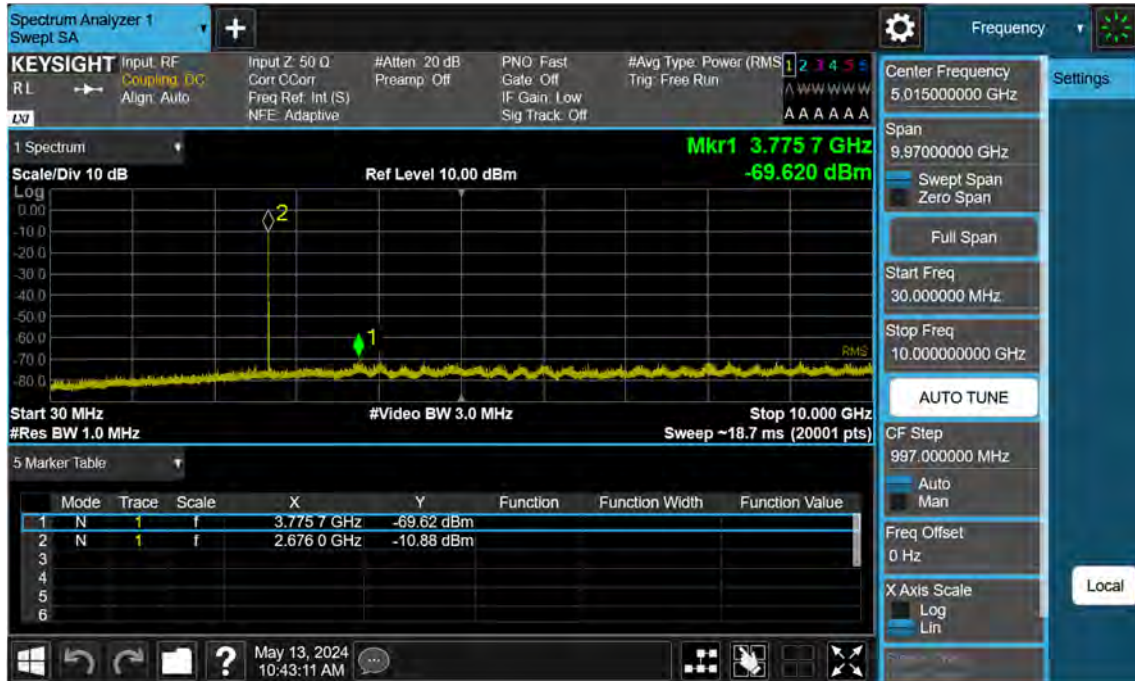 Spectrum Analyzer 1
Swept SA
+
Frequency
KEYSIGHT
RL
LXI
Input: RF
Coupling: DC
Align: Auto
Input Z: 50 Ω
Corr CCorr
Freq Ref: Int (S)
NFE: Adaptive
#Atten: 20 dB
Preamp: Off
PNO: Fast
Gate: Off
IF Gain: Low
Sig Track: Off
#Avg Type: Power (RMS
Trig: Free Run
1 2 3 4 5 6
A W W W W W
A A A A A A
1 Spectrum
Scale/Div 10 dB
Ref Level 10.00 dBm
Mkr1 3.775 7 GHz
-69.620 dBm
Log
0.00
-10.0
-20.0
-30.0
-40.0
-50.0
-60.0
-70.0
-80.0
2
1
RMS
Start 30 MHz
#Video BW 3.0 MHz
Stop 10.000 GHz
#Res BW 1.0 MHz
Sweep ~18.7 ms (20001 pts)
5 Marker Table
Mode Trace Scale X Y Function Function Width Function Value
1 N 1 f 3.775 7 GHz -69.62 dBm
2 N 1 f 2.676 0 GHz -10.88 dBm
3
4
5
6
?
May 13, 2024
10:43:11 AM
Center Frequency
5.015000000 GHz
Span
9.97000000 GHz
Swept Span
Zero Span
Full Span
Start Freq
30.000000 MHz
Stop Freq
10.000000000 GHz
AUTO TUNE
CF Step
997.000000 MHz
Auto
Man
Freq Offset
0 Hz
X Axis Scale
Log
Lin
Settings
Local